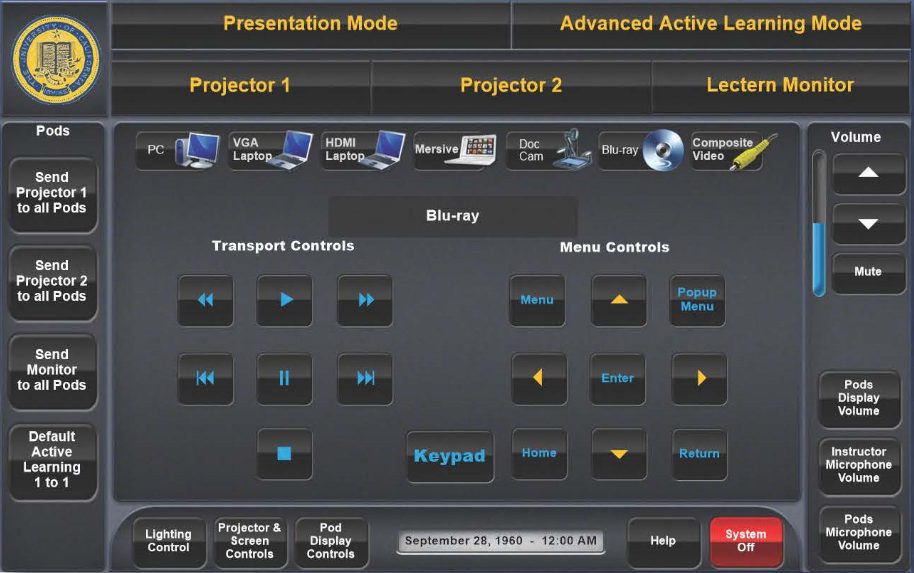 Presentation Mode
Advanced Active Learning Mode
Projector 1
Projector 2
Lectern Monitor
Pods
Send
Projector 1
to all Pods
Send
Projector 2
to all Pods
Send
Monitor
to all Pods
Default
Active
Learning
1 to 1
PC
VGA
Laptop
HDMI
Laptop
Mersive
Doc
Cam
Blu-ray
Composite
Video
Blu-ray
Transport Controls
Menu Controls
Menu
Popup
Menu
Enter
Keypad
Home
Return
Volume
Mute
Pods
Display
Volume
Instructor
Microphone
Volume
Pods
Microphone
Volume
Lighting
Control
Projector &
Screen
Controls
Pod
Display
Controls
September 28, 1960 - 12:00 AM
Help
System
Off